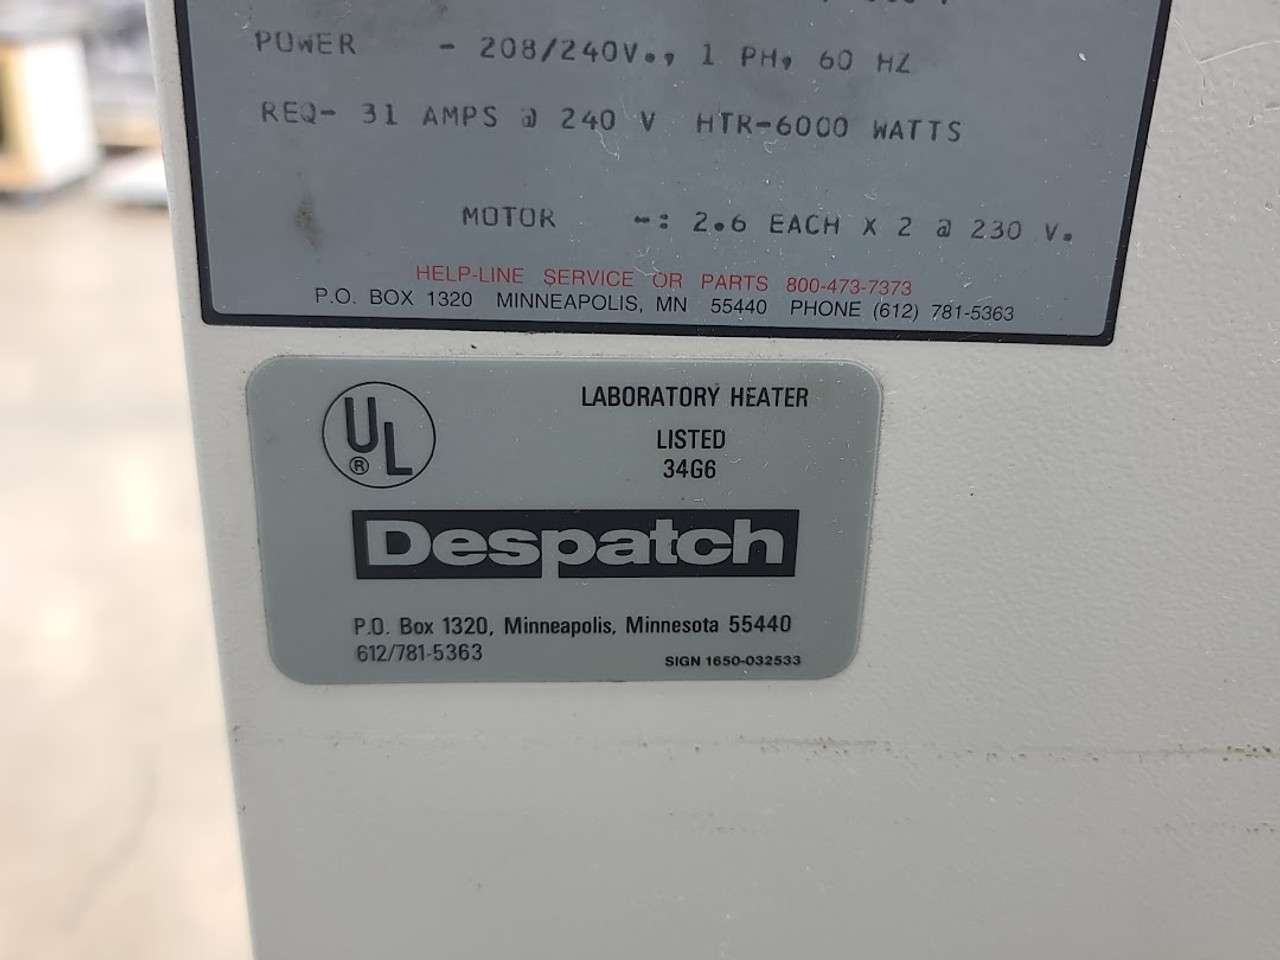 POWER - 208/240V., 1 PH, 60 HZ
REQ- 31 AMPS @ 240 V HTR-6000 WATTS
MOTOR -: 2.6 EACH X 2 @ 230 V.
HELP-LINE SERVICE OR PARTS 800-473-7373
P.O. BOX 1320 MINNEAPOLIS, MN 55440 PHONE (612) 781-5363
UL ®
LABORATORY HEATER
LISTED
34G6
Despatch
P.O. Box 1320, Minneapolis, Minnesota 55440
612/781-5363
SIGN 1650-032533